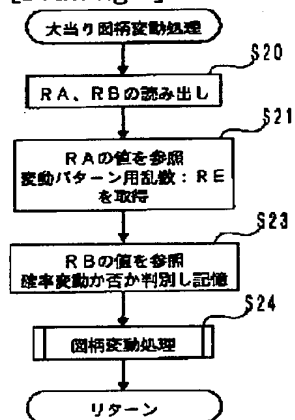 大当り図柄変動処理
S20
RA、RBの読み出し
S21
RAの値を参照
変動パターン用乱数：RE
を取得
S23
RBの値を参照
確率変動か否か判別し記憶
S24
図柄変動処理
リターン